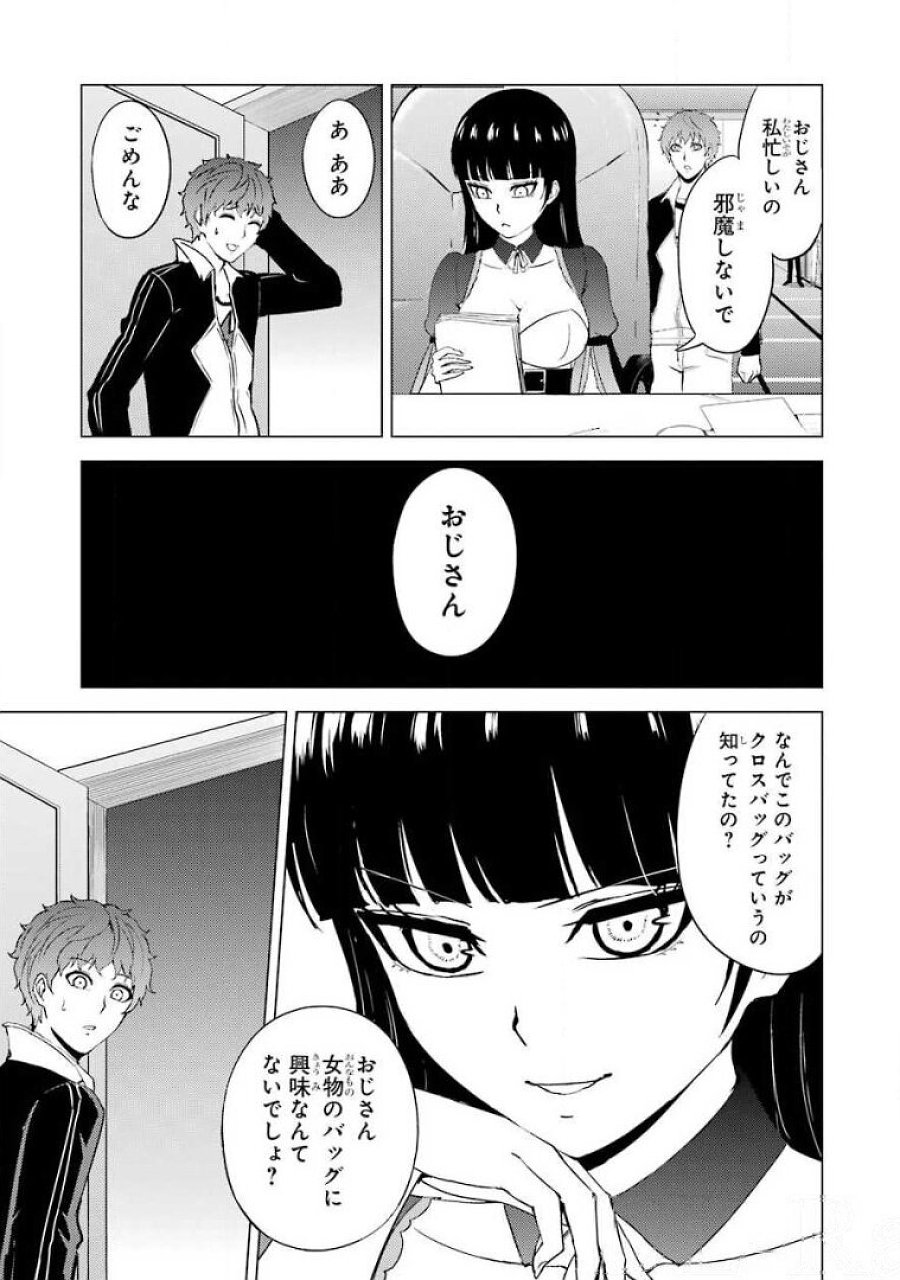 おじさん
私忙しいの
邪魔しないで
あ ああ
ごめんな
おじさん
なんでこのバッグが
クロスバッグっていうの
知ってたの?
おじさん
女物のバッグに
興味なんて
ないでしょ?